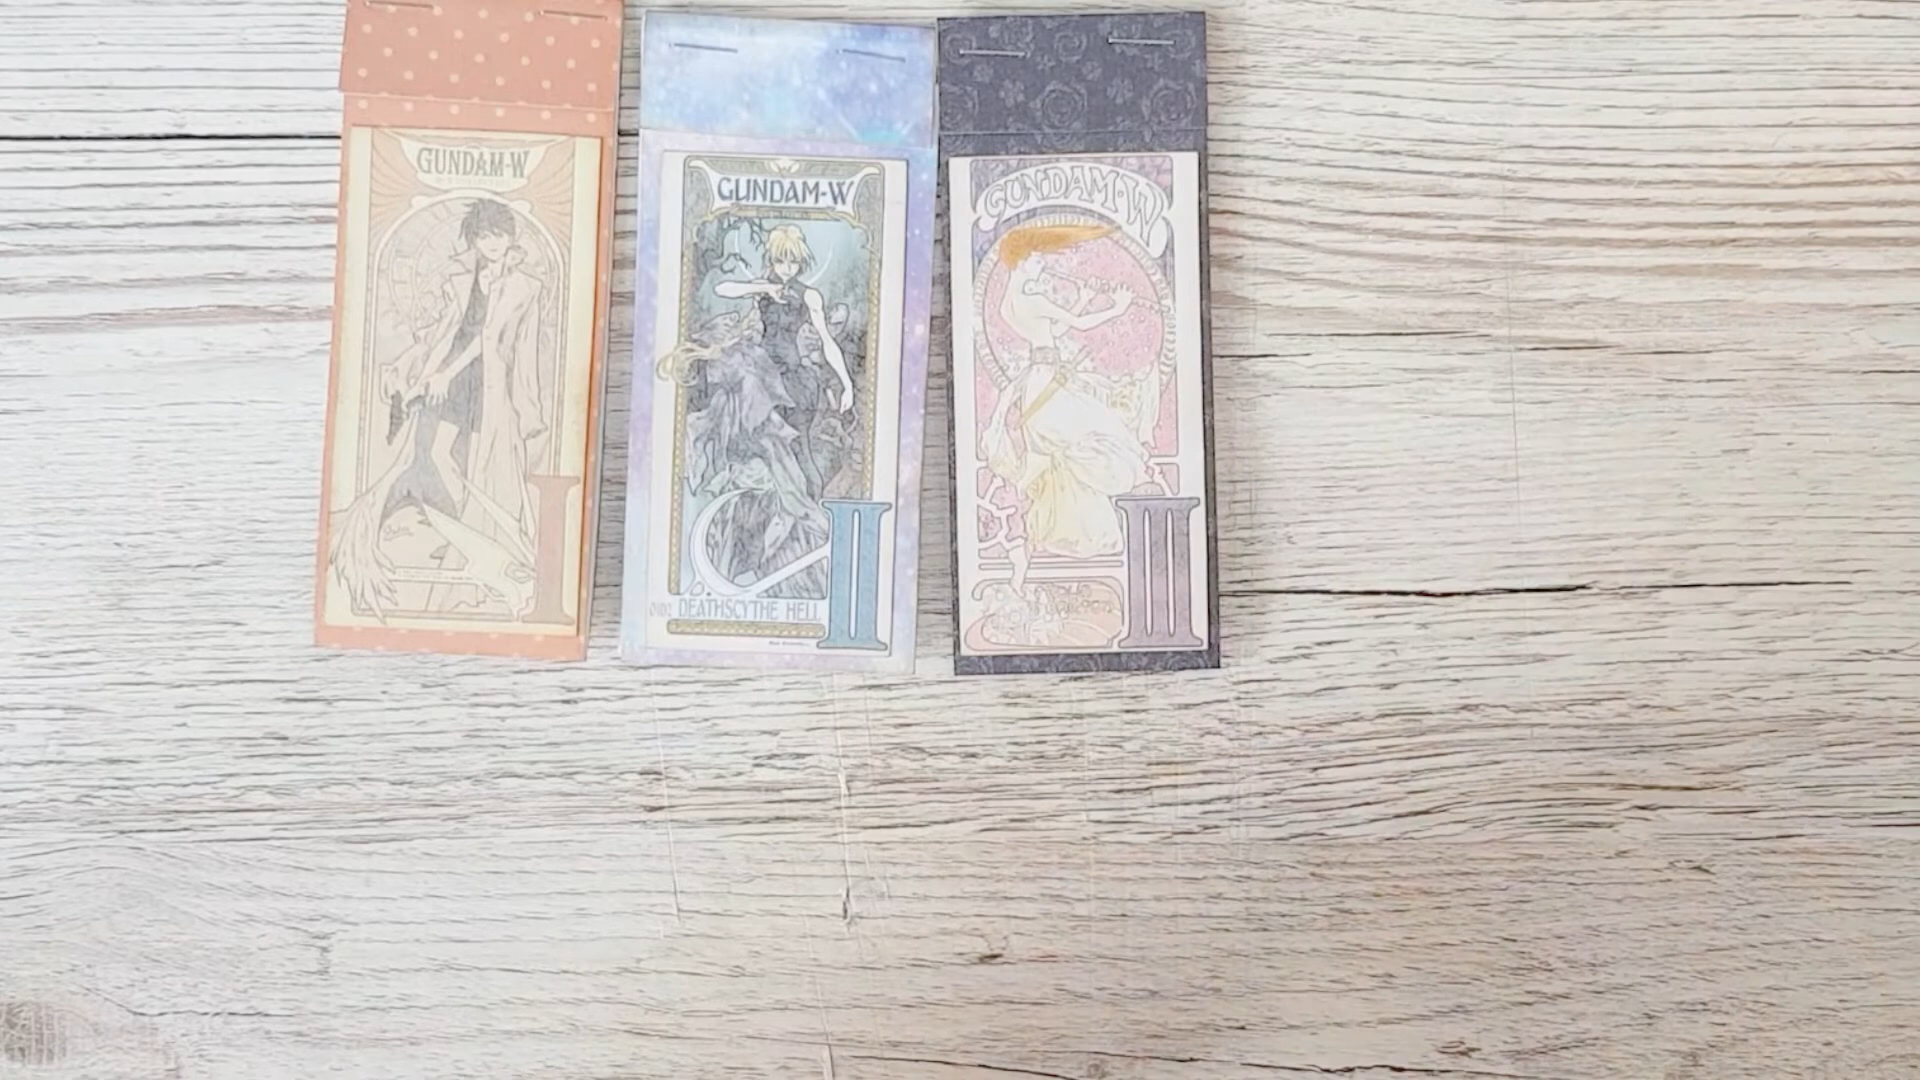 GUNDAM-W
I
GUNDAM-W
DEATHSCYTHE HELL
II
GUNDAM-W
III